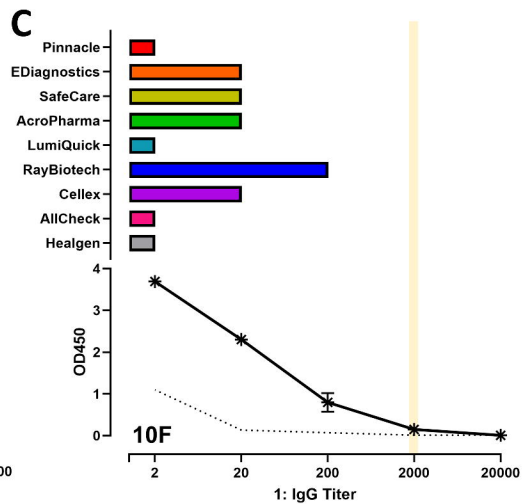 C
Pinnacle
EDiagnostics
SafeCare
AcroPharma
LumiQuick
RayBiotech
Cellex
AllCheck
Healgen
4
3
2
1
0
OD450
10F
00
2 20 200 2000 20000
1: IgG Titer